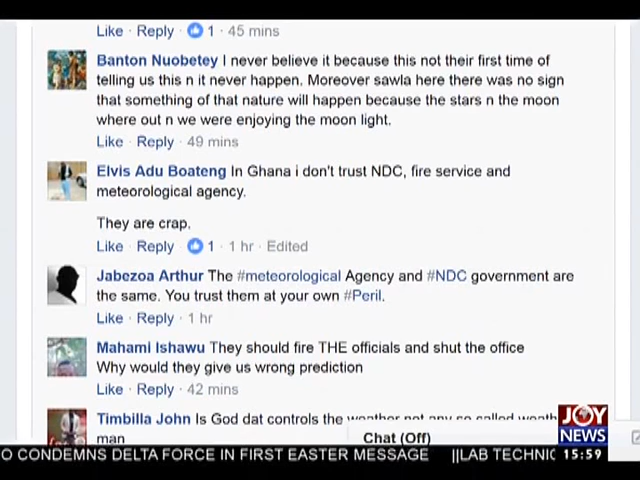 Like · Reply · 1 · 45 mins
Banton Nuobetey I never believe it because this not their first time of
telling us this n it never happen. Moreover sawla here there was no sign
that something of that nature will happen because the stars n the moon
where out n we were enjoying the moon light.
Like · Reply · 49 mins
Elvis Adu Boateng In Ghana i don't trust NDC, fire service and
meteorological agency.
They are crap.
Like · Reply · 1 · 1 hr · Edited
Jabezoa Arthur The #meteorological Agency and #NDC government are
the same. You trust them at your own #Peril.
Like · Reply · 1 hr
Mahami Ishawu They should fire THE officials and shut the office
Why would they give us wrong prediction
Like · Reply · 42 mins
Timbilla John Is God dat controls the weather not any so called
man
Chat (Off)
JOY
NEWS
O CONDEMNS DELTA FORCE IN FIRST EASTER MESSAGE ||LAB TECHNIC 15:59